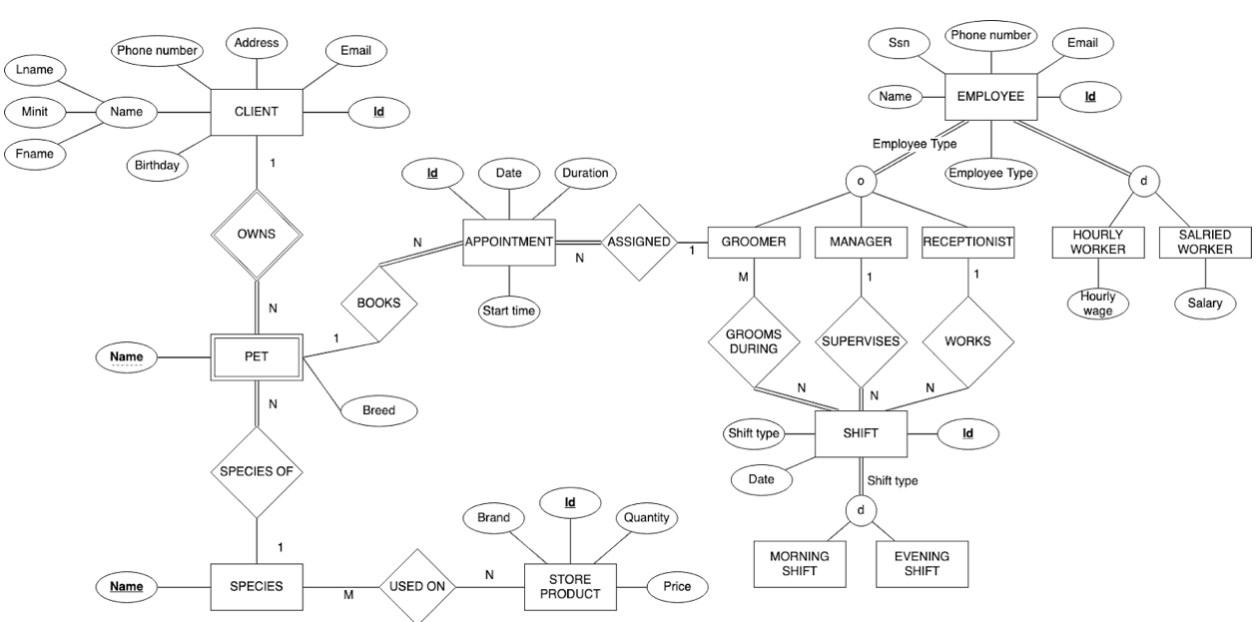 Phone number
Address
Email
Lname
Minit
Fname
Name
CLIENT
Id
Birthday
1
OWNS
N
Name
PET
Breed
N
SPECIES OF
1
Name
SPECIES
M
USED ON
N
Brand
Id
Quantity
STORE
PRODUCT
Price
1
BOOKS
N
Id
Date
Duration
APPOINTMENT
Start time
N
ASSIGNED
1
Ssn
Phone number
Email
Name
EMPLOYEE
Id
Employee Type
Employee Type
o
d
GROOMER
MANAGER
RECEPTIONIST
HOURLY
WORKER
SALRIED
WORKER
Hourly
wage
Salary
M
1
1
GROOMS
DURING
SUPERVISES
WORKS
N
N
N
Shift type
SHIFT
Id
Date
Shift type
d
MORNING
SHIFT
EVENING
SHIFT